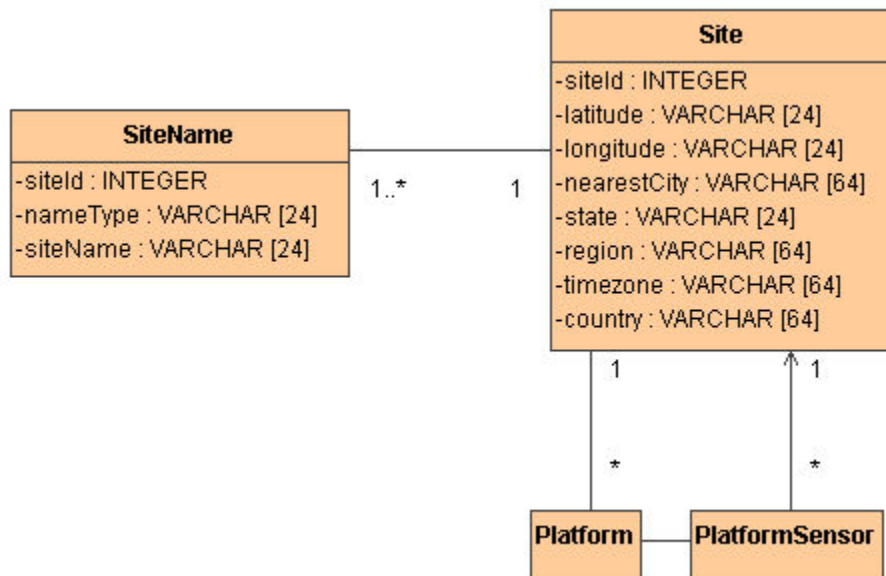 Site
-siteId : INTEGER
-latitude : VARCHAR [24]
-longitude : VARCHAR [24]
-nearestCity : VARCHAR [64]
-state : VARCHAR [24]
-region : VARCHAR [64]
-timezone : VARCHAR [64]
-country : VARCHAR [64]
SiteName
-siteId : INTEGER
-nameType : VARCHAR [24]
-siteName : VARCHAR [24]
1..* 1
1 1
* *
Platform PlatformSensor